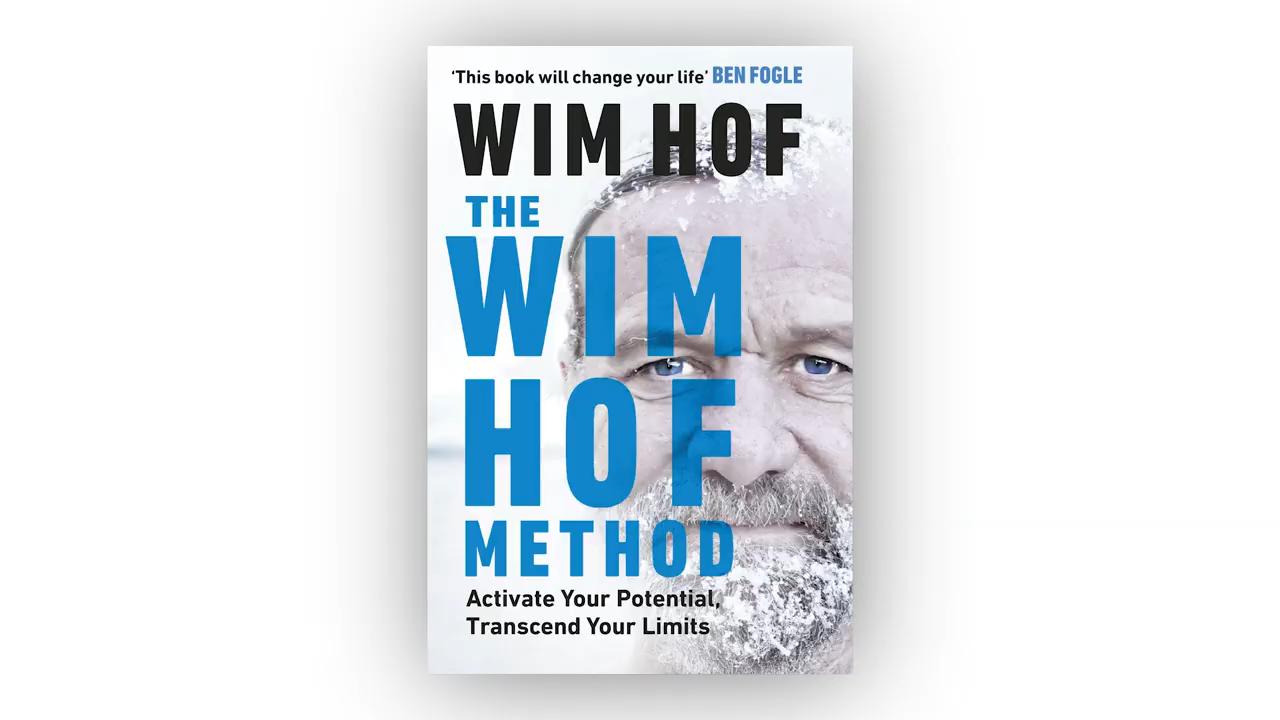 ‘This book will change your life’ BEN FOGLE
WIM HOF
THE
WIM
HOF
METHOD
Activate Your Potential,
Transcend Your Limits